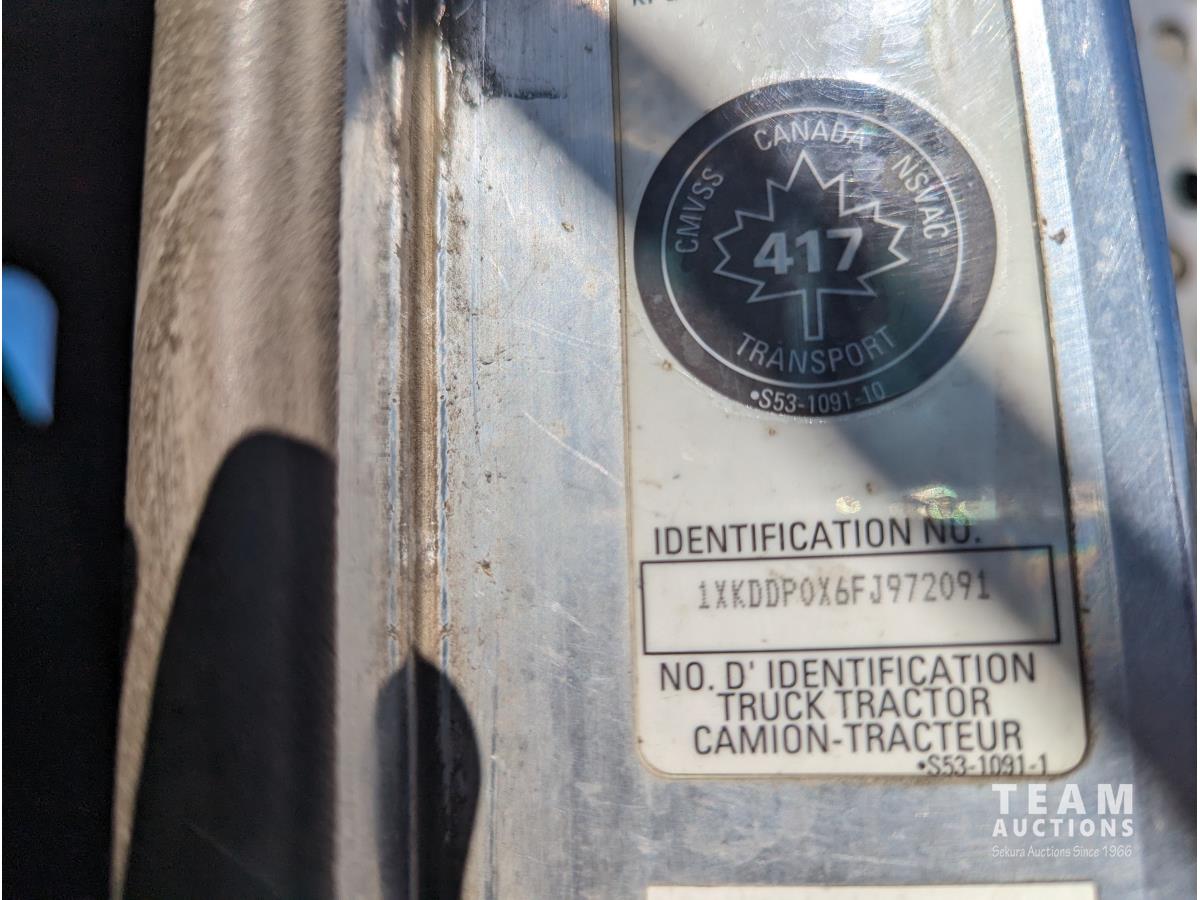 CANADA
CMVSS
NSVAC
417
TRANSPORT
•S53-1091-10
IDENTIFICATION NO.
1XKDDP0X6FJ972091
NO. D' IDENTIFICATION
TRUCK TRACTOR
CAMION-TRACTEUR
•S53-1091-1
TEAM
AUCTIONS
Sekura Auctions Since 1966